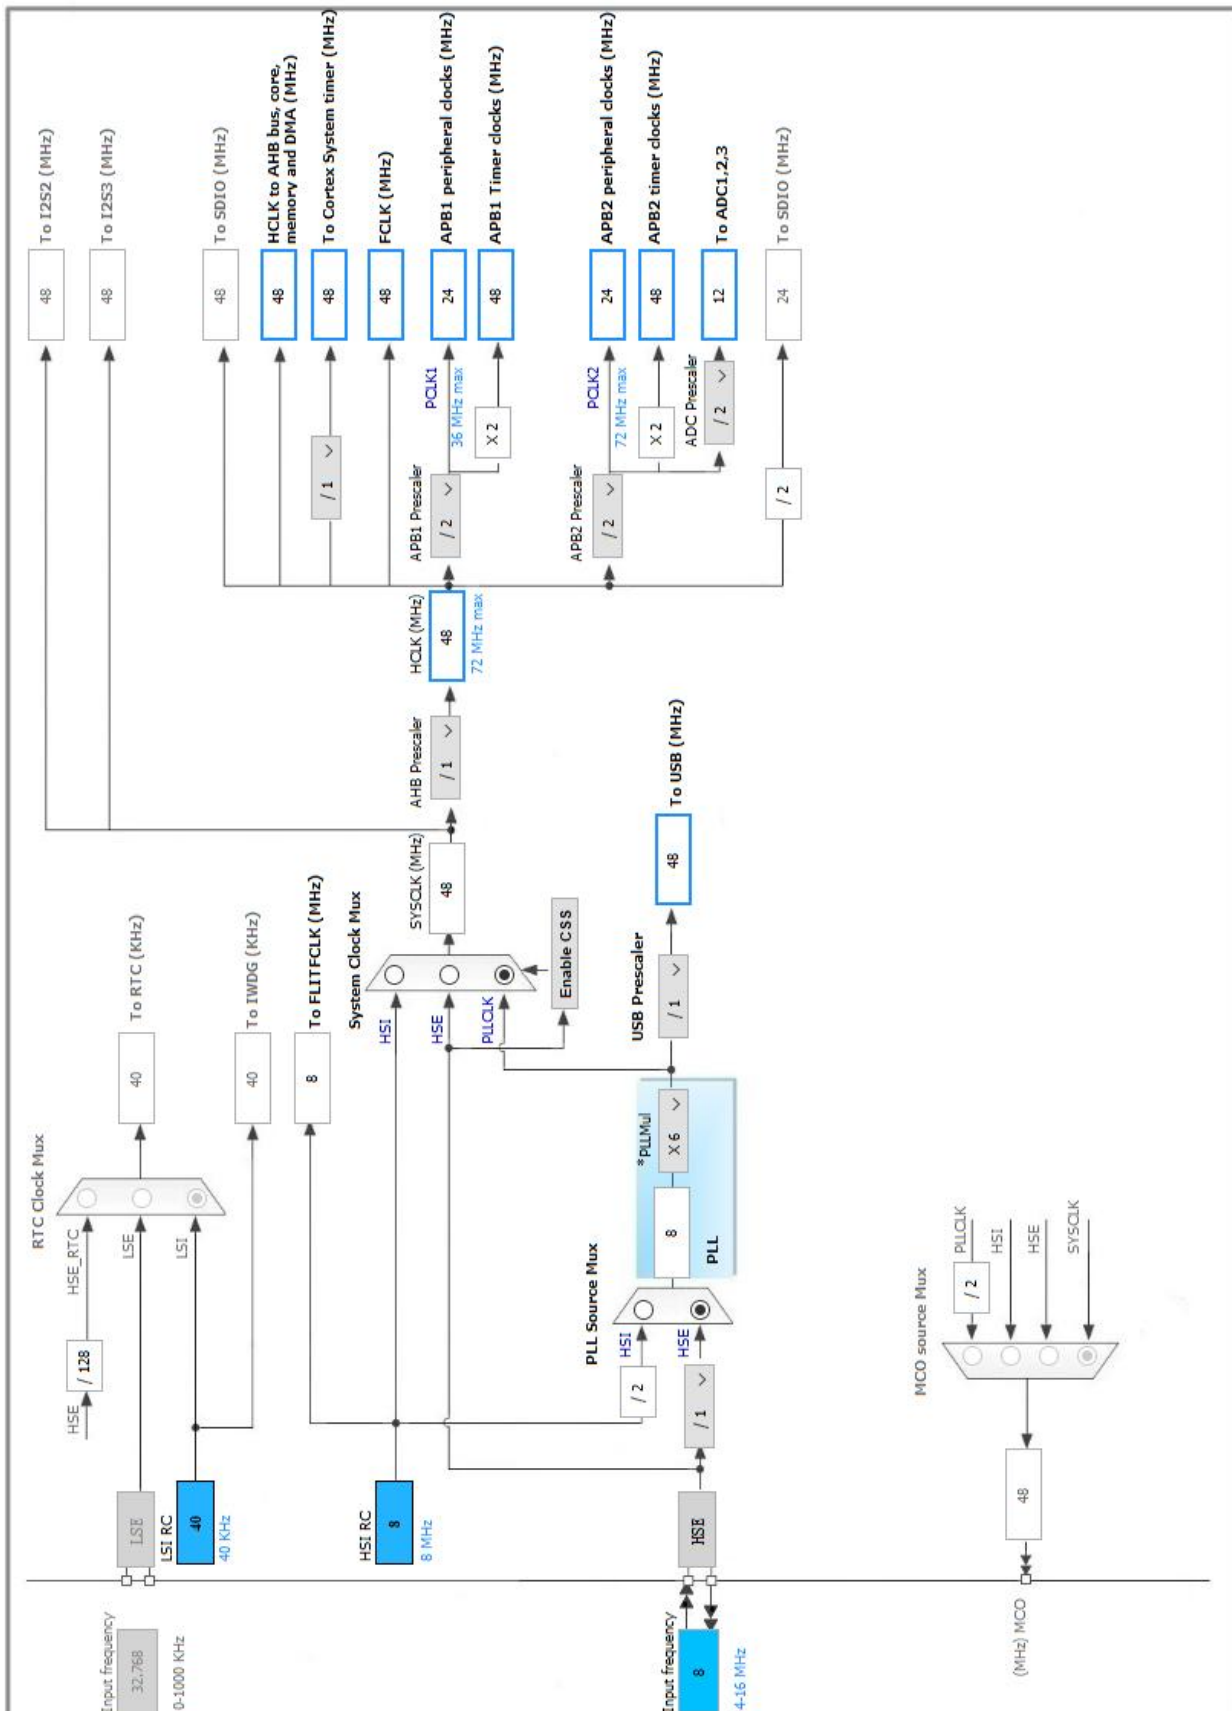 Input frequency
32.768
0-1000 KHz
LSE
LSI RC
40
40 KHz
HSE
/ 128
HSE_RTC
LSE
LSI
RTC Clock Mux
40
To RTC (KHz)
40
To IWDG (KHz)
HSI RC
8
8 MHz
8
To FLITFCLK (MHz)
System Clock Mux
HSI
HSE
PLLCLK
Enable CSS
SYSCLK (MHz)
48
AHB Prescaler
/ 1
HCLK (MHz)
48
72 MHz max
48
To I2S2 (MHz)
48
To I2S3 (MHz)
48
To SDIO (MHz)
48
HCLK to AHB bus, core,
memory and DMA (MHz)
/ 1
48
To Cortex System timer (MHz)
48
FCLK (MHz)
APB1 Prescaler
/ 2
PCLK1
36 MHz max
24
APB1 peripheral clocks (MHz)
X 2
48
APB1 Timer clocks (MHz)
APB2 Prescaler
/ 2
PCLK2
72 MHz max
24
APB2 peripheral clocks (MHz)
X 2
48
APB2 timer clocks (MHz)
ADC Prescaler
/ 2
12
To ADC1,2,3
/ 2
24
To SDIO (MHz)
Input frequency
8
4-16 MHz
HSE
/ 1
/ 2
PLL Source Mux
HSI
HSE
8
*PLLMul
X 6
PLL
USB Prescaler
/ 1
48
To USB (MHz)
(MHz) MCO
48
MCO source Mux
/ 2
PLLCLK
HSI
HSE
SYSCLK